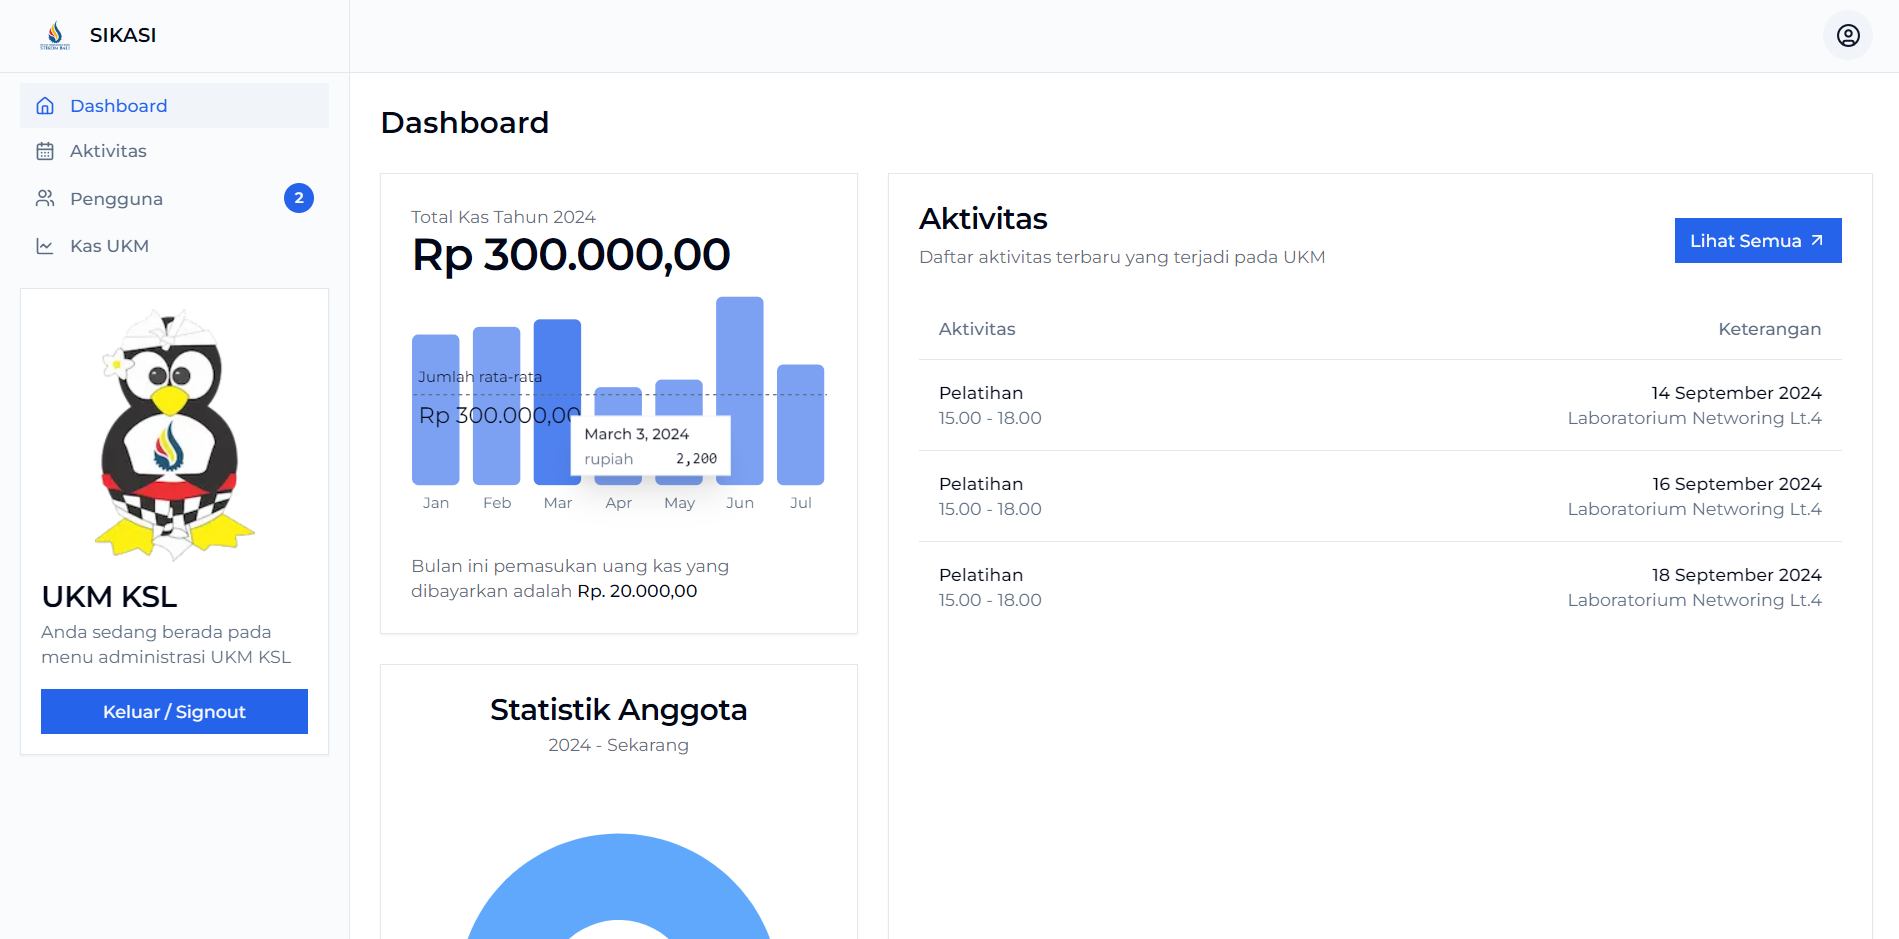 SIKASI
Dashboard
Aktivitas
Pengguna
2
Kas UKM
UKM KSL
Anda sedang berada pada
menu administrasi UKM KSL
Keluar / Signout
Dashboard
Total Kas Tahun 2024
Rp 300.000,00
Jumlah rata-rata
Rp 300.000,00
March 3, 2024
rupiah 2,200
Jan Feb Mar Apr May Jun Jul
Bulan ini pemasukan uang kas yang
dibayarkan adalah Rp. 20.000,00
Statistik Anggota
2024 - Sekarang
Aktivitas
Daftar aktivitas terbaru yang terjadi pada UKM
Lihat Semua
Aktivitas Keterangan
Pelatihan 14 September 2024
15.00 - 18.00 Laboratorium Networing Lt.4
Pelatihan 16 September 2024
15.00 - 18.00 Laboratorium Networing Lt.4
Pelatihan 18 September 2024
15.00 - 18.00 Laboratorium Networing Lt.4